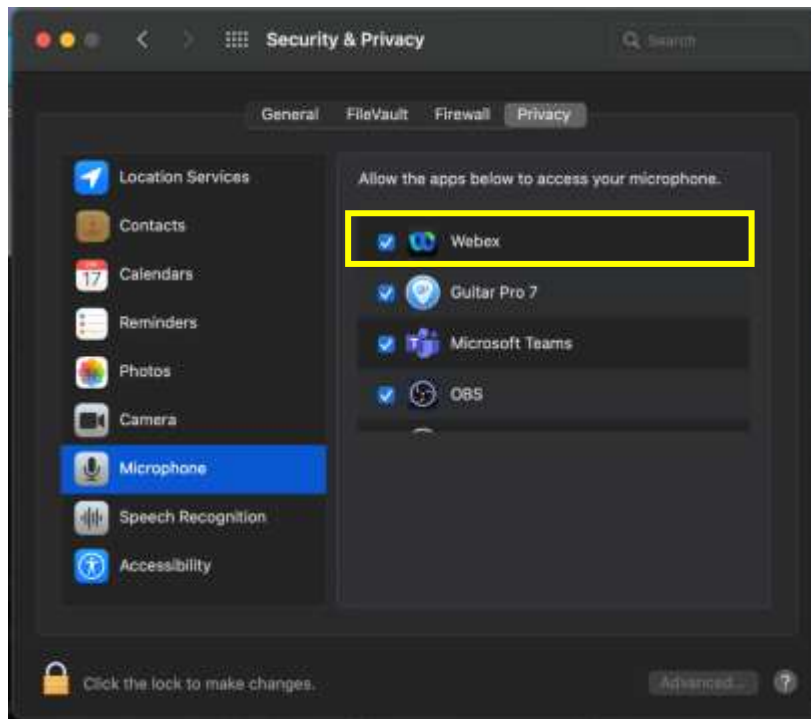 Security & Privacy
Search
General FileVault Firewall Privacy
Location Services
Contacts
17
Calendars
Reminders
Photos
Camera
Microphone
Speech Recognition
Accessibility
Allow the apps below to access your microphone.
Webex
Guitar Pro 7
Microsoft Teams
OBS
Click the lock to make changes.
Advanced...
?